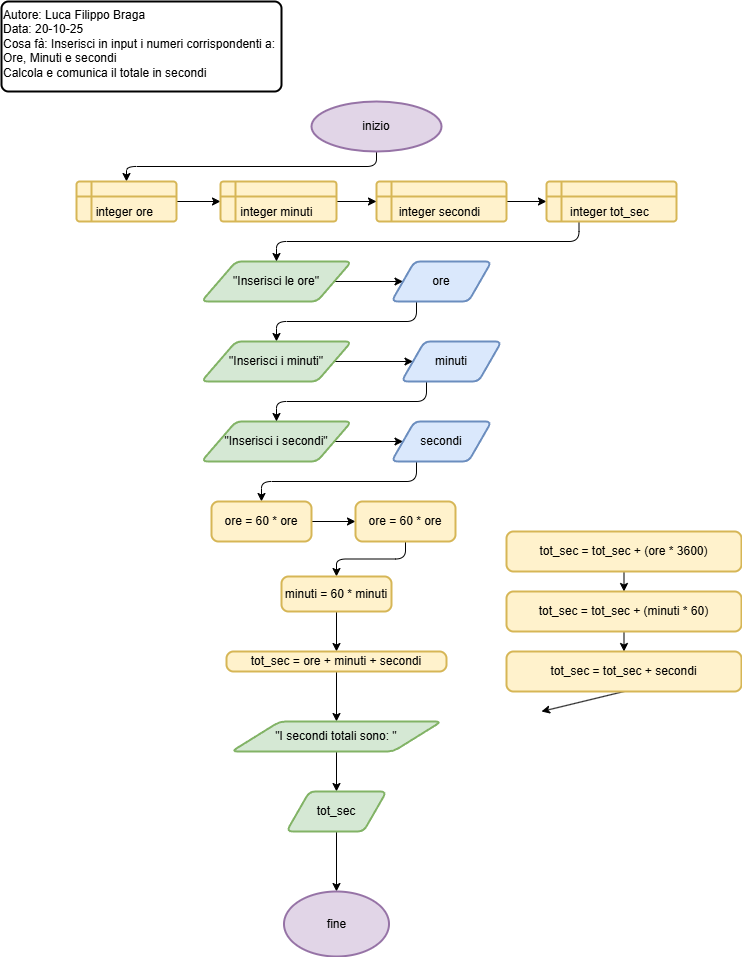 Autore: Luca Filippo Braga
Data: 20-10-25
Cosa fà: Inserisci in input i numeri corrispondenti a:
Ore, Minuti e secondi
Calcola e comunica il totale in secondi
inizio
integer ore
integer minuti
integer secondi
integer tot_sec
"Inserisci le ore"
ore
"Inserisci i minuti"
minuti
"Inserisci i secondi"
secondi
ore = 60 * ore
ore = 60 * ore
minuti = 60 * minuti
tot_sec = ore + minuti + secondi
"I secondi totali sono: "
tot_sec
fine
tot_sec = tot_sec + (ore * 3600)
tot_sec = tot_sec + (minuti * 60)
tot_sec = tot_sec + secondi